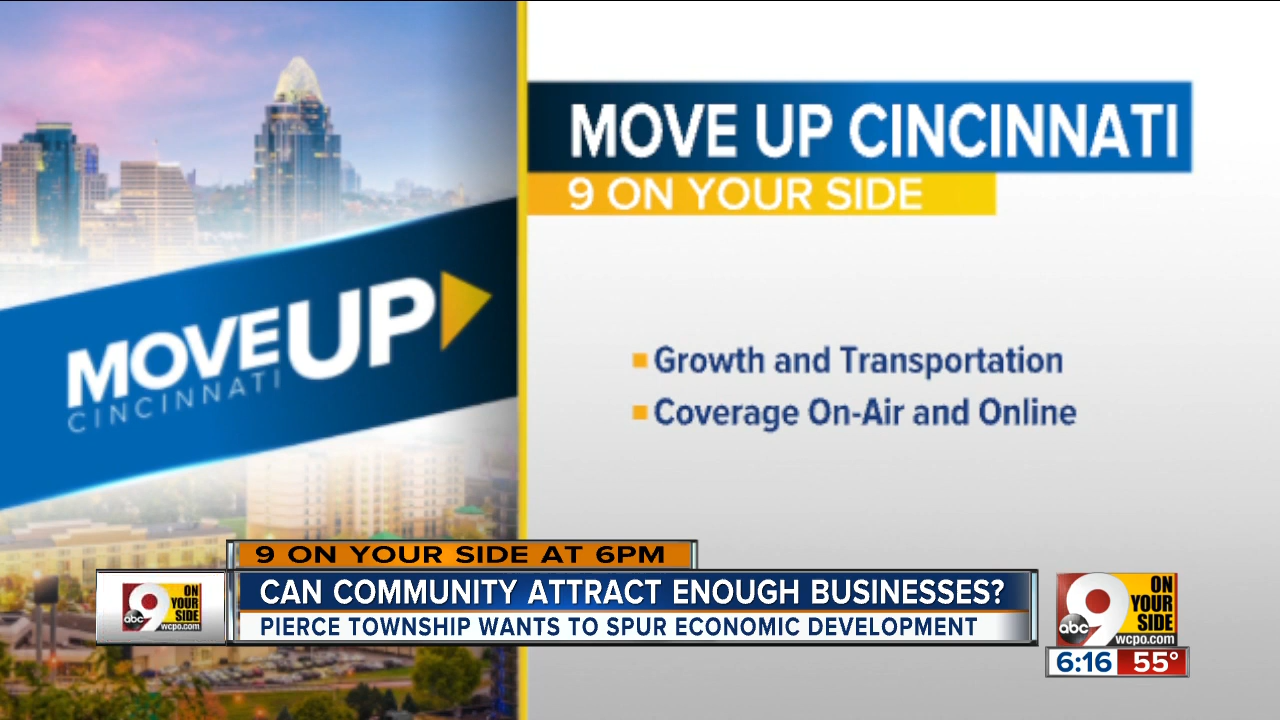 MOVE UP
CINCINNATI
MOVE UP CINCINNATI
9 ON YOUR SIDE
Growth and Transportation
Coverage On-Air and Online
9 ON YOUR SIDE AT 6PM
CAN COMMUNITY ATTRACT ENOUGH BUSINESSES?
PIERCE TOWNSHIP WANTS TO SPUR ECONOMIC DEVELOPMENT
abc 9 ON YOUR SIDE
wcpo.com
abc 9 ON YOUR SIDE
wcpo.com
6:16 55°